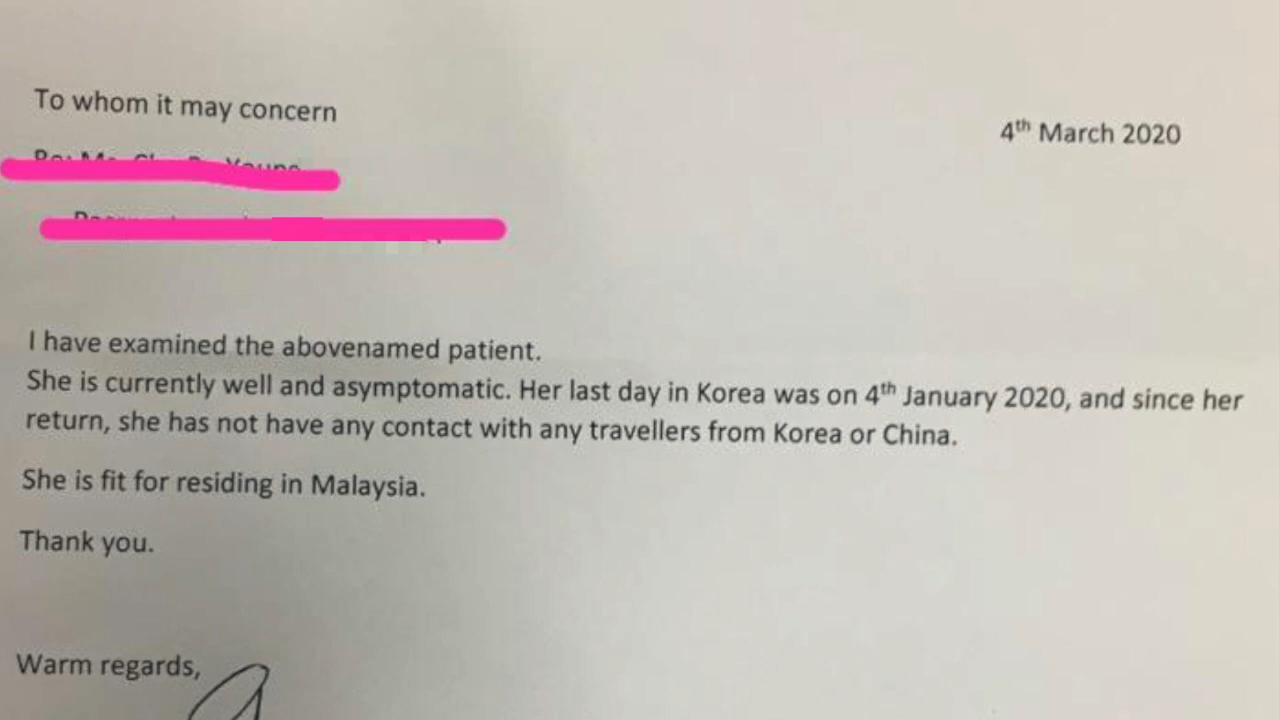 To whom it may concern
4th March 2020
I have examined the abovenamed patient.
She is currently well and asymptomatic. Her last day in Korea was on 4th January 2020, and since her
return, she has not have any contact with any travellers from Korea or China.
She is fit for residing in Malaysia.
Thank you.
Warm regards,